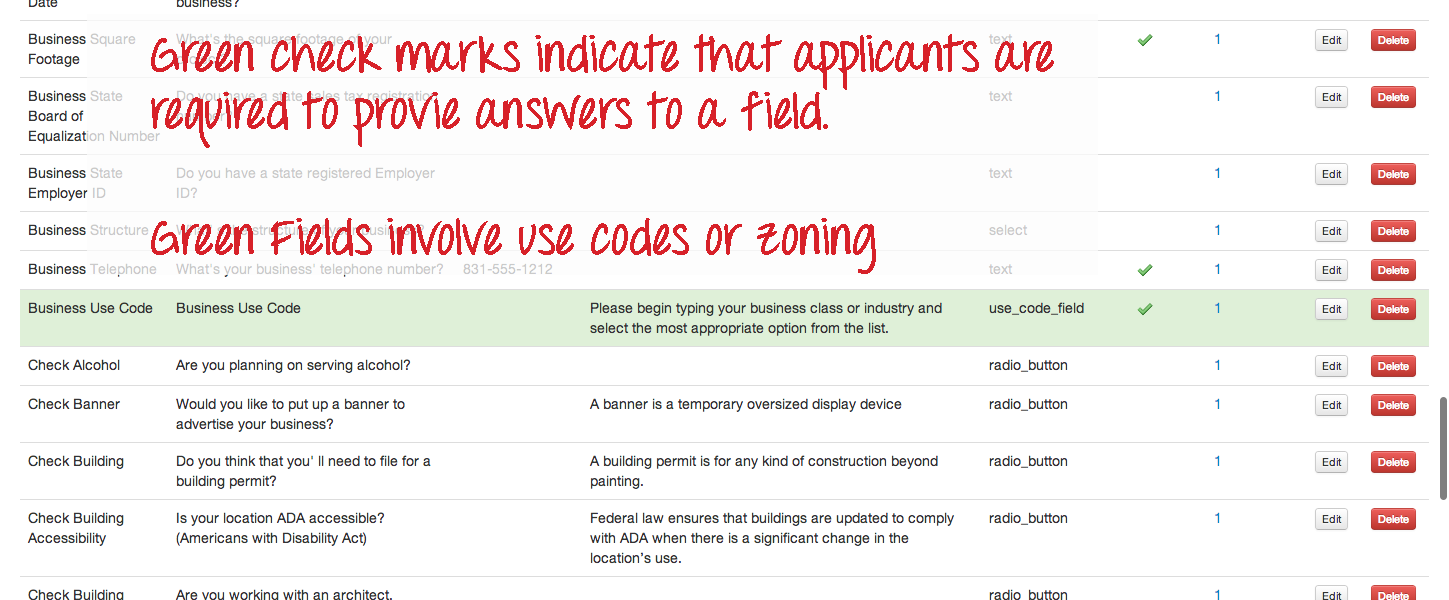 Date business?
Business Square What's the square footage of your text 1 Edit Delete
Footage
Green check marks indicate that applicants are
required to provie answers to a field.
Business State Do you have a state sales tax registration text 1 Edit Delete
Board of
Equalization Number
Business State Do you have a state registered Employer text 1 Edit Delete
Employer ID ID?
Business Structure select 1 Edit Delete
Green Fields involve use codes or zoning
Business Telephone What's your business' telephone number? 831-555-1212 text 1 Edit Delete
Business Use Code Business Use Code Please begin typing your business class or industry and use_code_field 1 Edit Delete
select the most appropriate option from the list.
Check Alcohol Are you planning on serving alcohol? radio_button 1 Edit Delete
Check Banner Would you like to put up a banner to A banner is a temporary oversized display device radio_button 1 Edit Delete
advertise your business?
Check Building Do you think that you' ll need to file for a A building permit is for any kind of construction beyond radio_button 1 Edit Delete
building permit? painting.
Check Building Is your location ADA accessible? Federal law ensures that buildings are updated to comply radio_button 1 Edit Delete
Accessibility (Americans with Disability Act) with ADA when there is a significant change in the
location's use.
Check Building Are you working with an architect, radio_button 1 Edit Delete